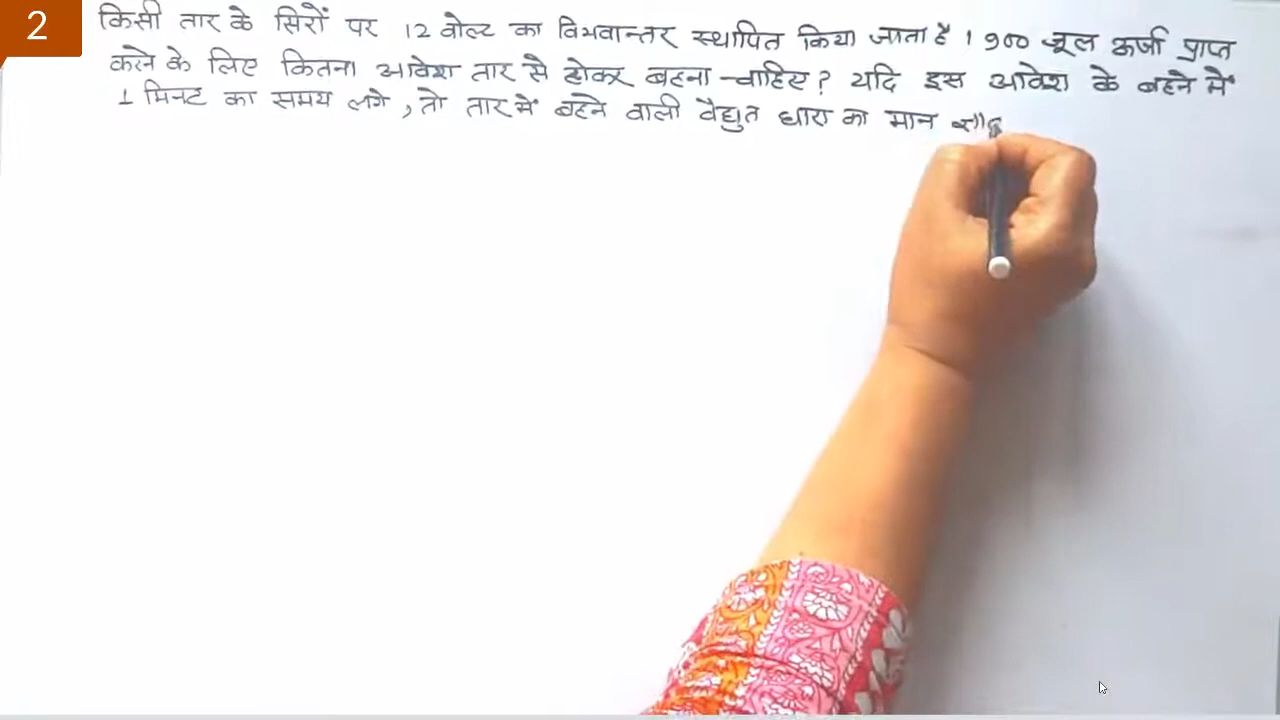 2
किसी तार के सिरों पर 12 वोल्ट का विभवान्तर स्थापित किया जाता है । 900 जूल ऊर्जा प्राप्त
करने के लिए कितना आवेश तार से होकर बहना चाहिए ? यदि इस आवेश के बहने में
1 मिनट का समय लगे , तो तार में बहने वाली वैद्युत धारा का मान